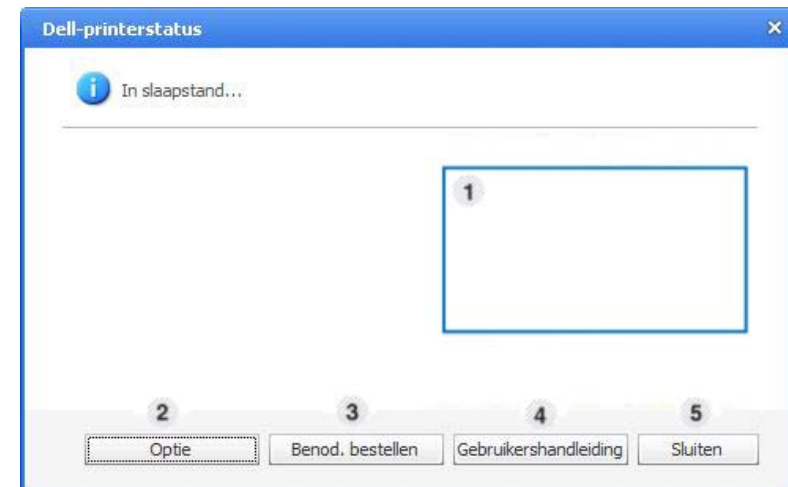 Dell-printerstatus
In slaapstand...
1
2 3 4 5
Optie Benod. bestellen Gebruikershandleiding Sluiten